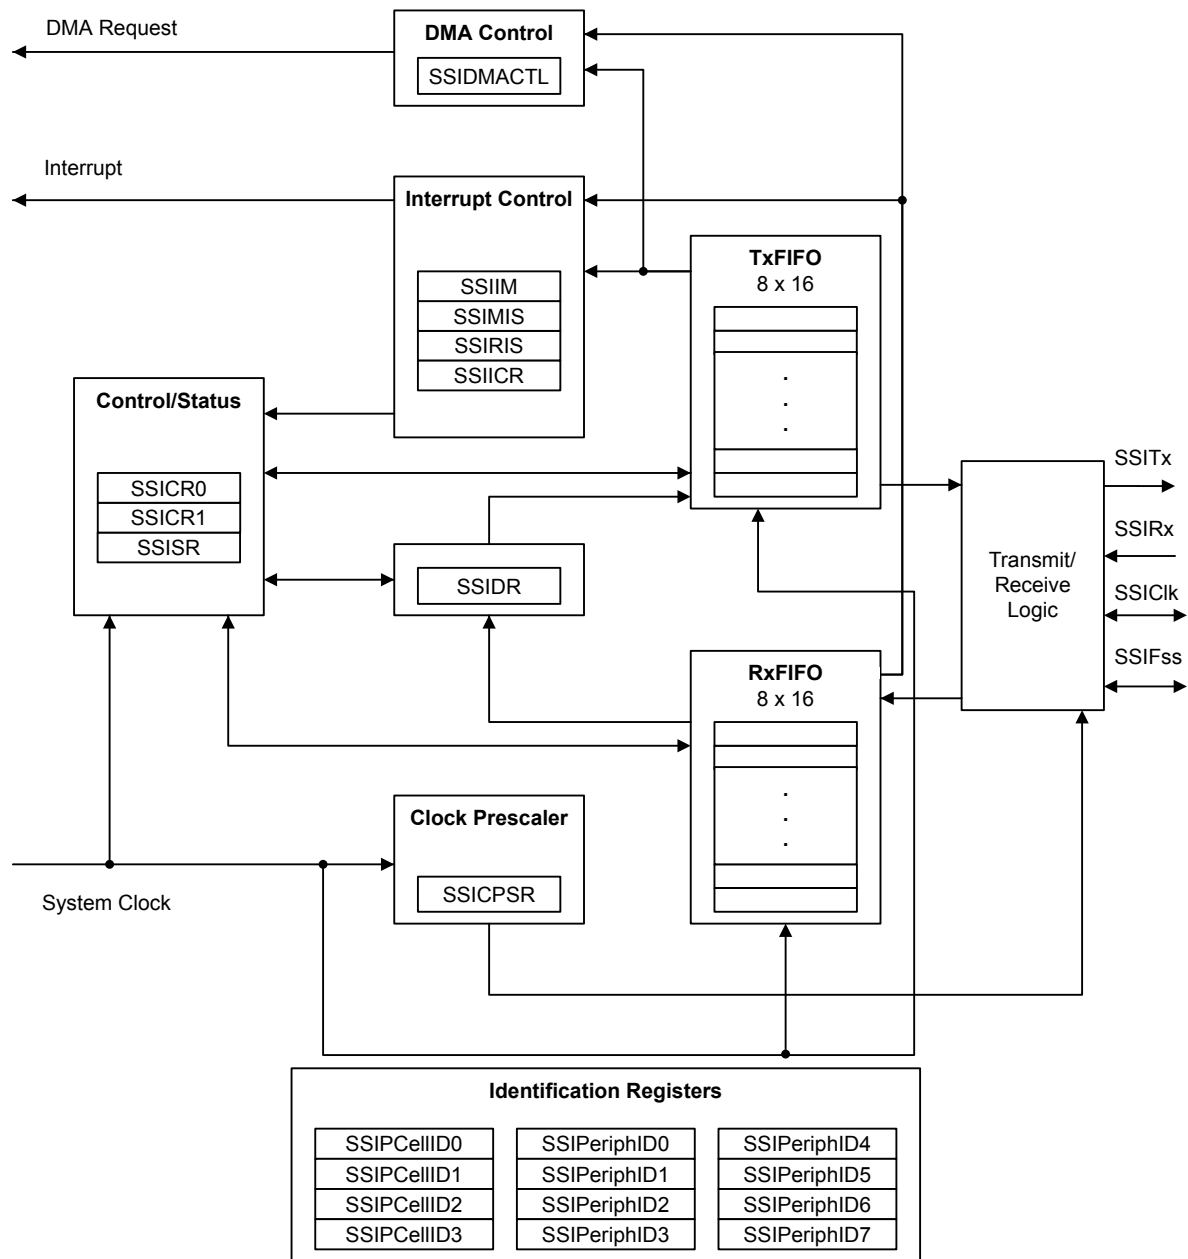 DMA Request
DMA Control
SSIDMACTL
Interrupt
Interrupt Control
SSIIM
SSIMIS
SSIRIS
SSIICR
TxFIFO
8 x 16
.
.
.
Control/Status
SSICR0
SSICR1
SSISR
SSIDR
Transmit/
Receive
Logic
SSITx
SSIRx
SSIClk
SSIFss
RxFIFO
8 x 16
.
.
.
Clock Prescaler
SSICPSR
System Clock
Identification Registers
SSIPCellID0
SSIPCellID1
SSIPCellID2
SSIPCellID3
SSIPeriphID0
SSIPeriphID1
SSIPeriphID2
SSIPeriphID3
SSIPeriphID4
SSIPeriphID5
SSIPeriphID6
SSIPeriphID7